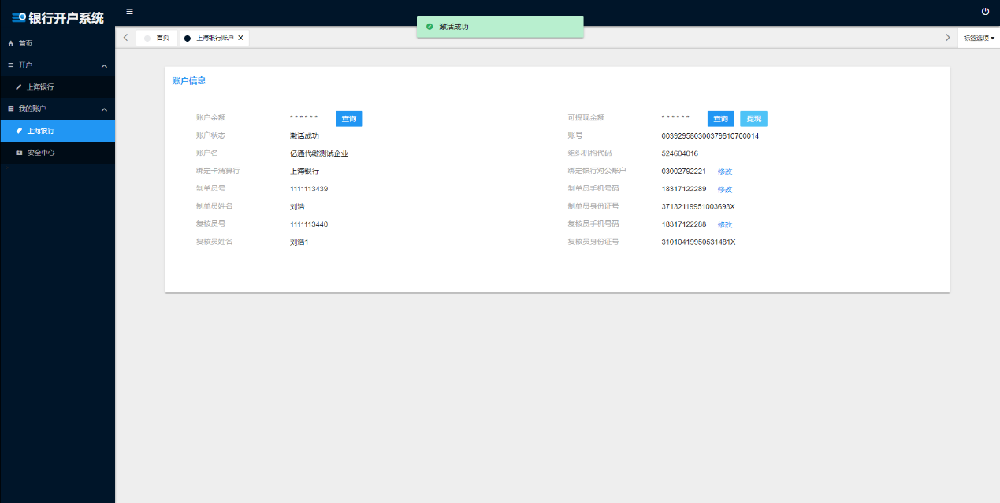 银行开户系统
激活成功
首页
上海银行账户
标签选项
首页
开户
上海银行
我的账户
上海银行
安全中心
账户信息
账户余额 ****** 查询 可提现金额 ****** 查询 提现
账户状态 激活成功 账号 003929580300379610700014
账户名 亿通代缴测试企业 组织机构代码 524604016
绑定卡清算行 上海银行 绑定银行对公账户 03002792221 修改
制单员号 1111113439 制单员手机号码 18317122289 修改
制单员姓名 刘浩 制单员身份证号 37132119951003693X
复核员号 1111113440 复核员手机号码 18317122288 修改
复核员姓名 刘浩1 复核员身份证号 31010419950531481X